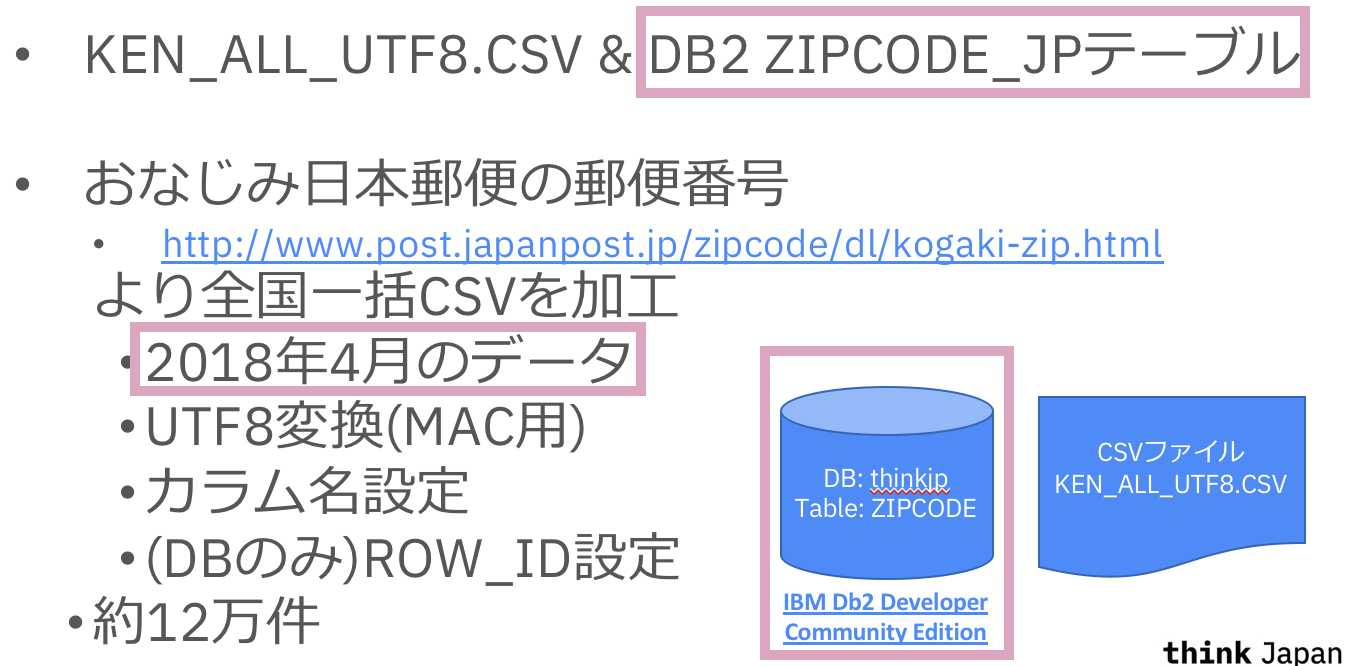 • KEN_ALL_UTF8.CSV & DB2 ZIPCODE_JPテーブル
• おなじみ日本郵便の郵便番号
• http://www.post.japanpost.jp/zipcode/dl/kogaki-zip.html
より全国一括CSVを加工
•2018年4月のデータ
•UTF8変換(MAC用)
•カラム名設定
•(DBのみ)ROW_ID設定
•約12万件
DB: thinkjp
Table: ZIPCODE
IBM Db2 Developer
Community Edition
CSVファイル
KEN_ALL_UTF8.CSV
think Japan